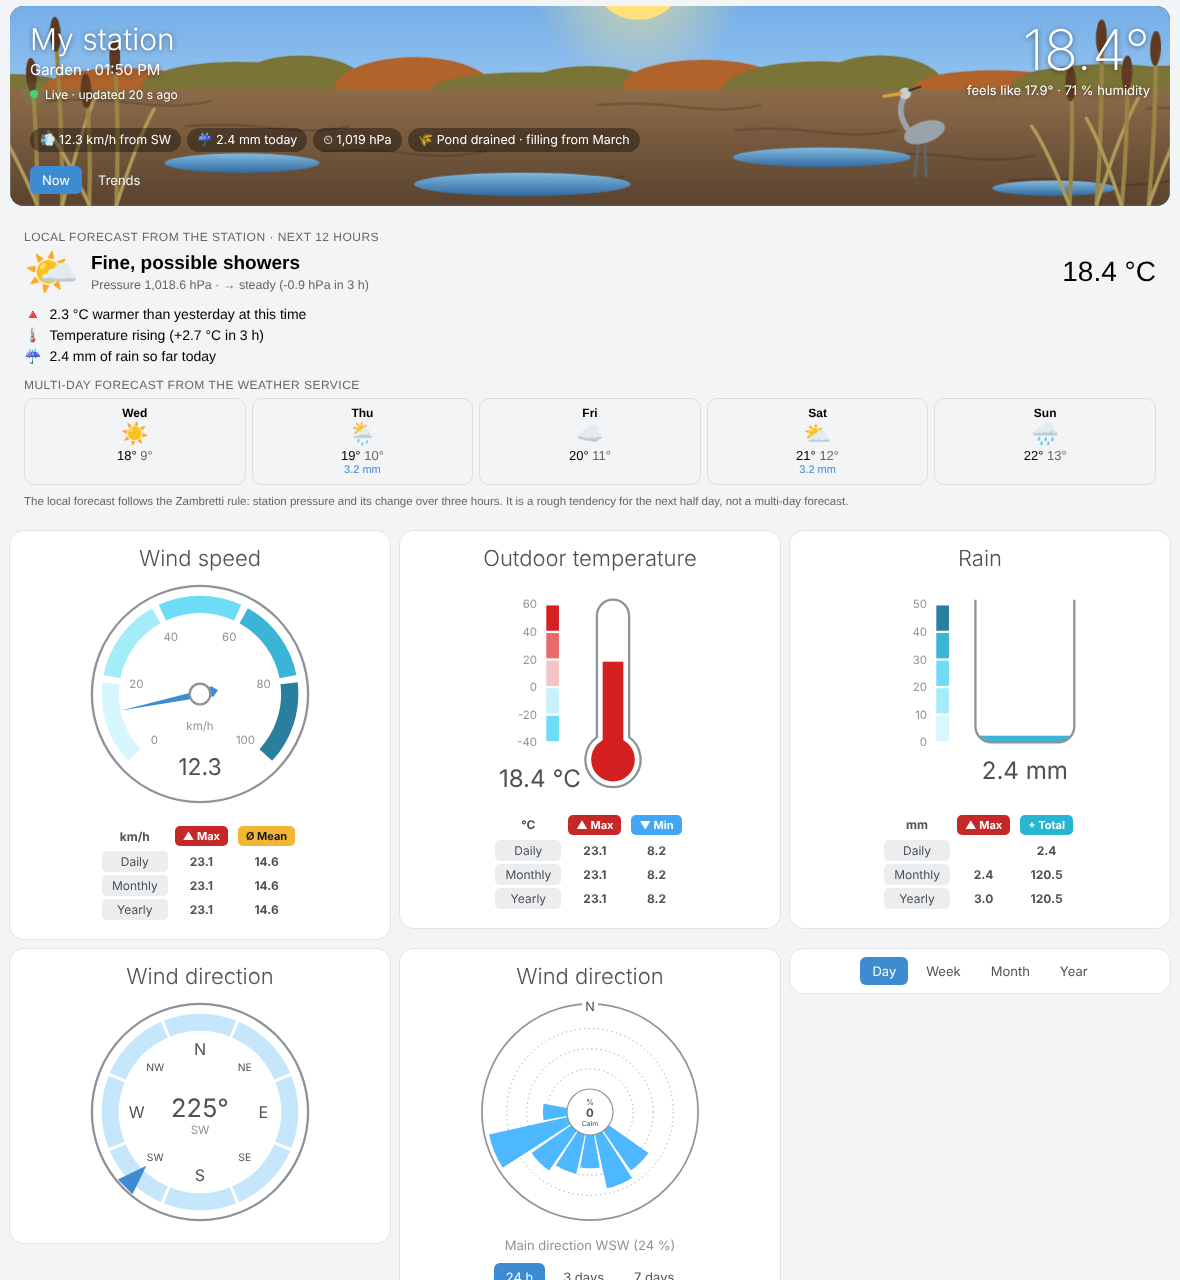 My station
Garden · 01:50 PM
Live · updated 20 s ago
18.4°
feels like 17.9° · 71 % humidity
12.3 km/h from SW
2.4 mm today
1,019 hPa
Pond drained · filling from March
Now Trends
LOCAL FORECAST FROM THE STATION · NEXT 12 HOURS
Fine, possible showers
Pressure 1,018.6 hPa · → steady (-0.9 hPa in 3 h)
18.4 °C
2.3 °C warmer than yesterday at this time
Temperature rising (+2.7 °C in 3 h)
2.4 mm of rain so far today
MULTI-DAY FORECAST FROM THE WEATHER SERVICE
Wed
18° 9°
Thu
19° 10°
3.2 mm
Fri
20° 11°
Sat
21° 12°
3.2 mm
Sun
22° 13°
The local forecast follows the Zambretti rule: station pressure and its change over three hours. It is a rough tendency for the next half day, not a multi-day forecast.
Wind speed
40 60
20 80
km/h
0 100
12.3
km/h ▲ Max Ø Mean
Daily 23.1 14.6
Monthly 23.1 14.6
Yearly 23.1 14.6
Outdoor temperature
60
40
20
0
-20
-40
18.4 °C
°C ▲ Max ▼ Min
Daily 23.1 8.2
Monthly 23.1 8.2
Yearly 23.1 8.2
Rain
50
40
30
20
10
0
2.4 mm
mm ▲ Max + Total
Daily 2.4
Monthly 2.4 120.5
Yearly 3.0 120.5
Wind direction
N
NW NE
W 225° E
SW
SW SE
S
Wind direction
N
%
0
Calm
Main direction WSW (24 %)
24 h 3 days 7 days
Day Week Month Year